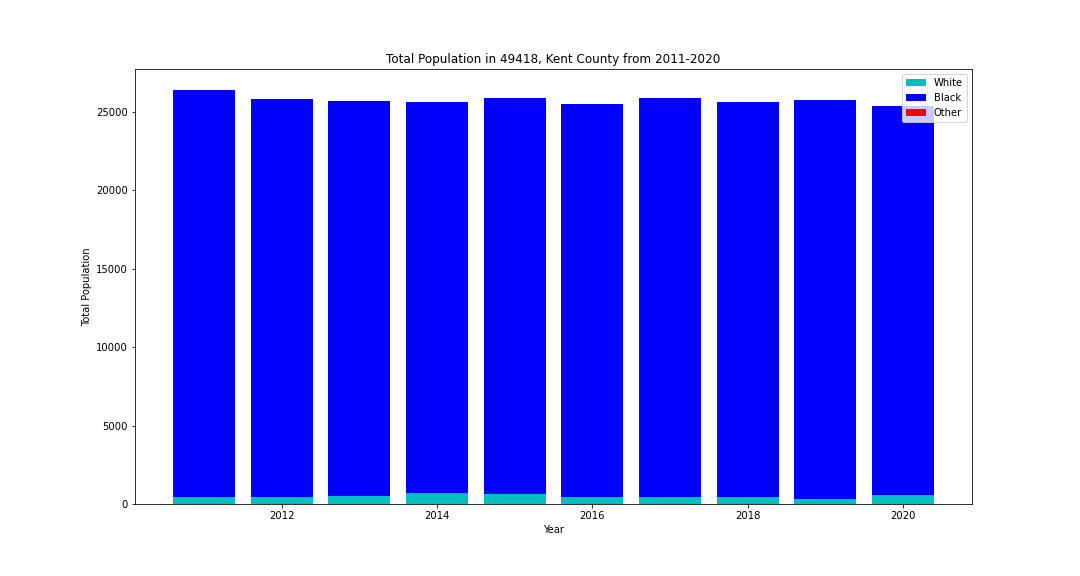 Total Population in 49418, Kent County from 2011-2020
White
Black
Other
25000
20000
15000
10000
5000
0
Total Population
2012 2014 2016 2018 2020
Year